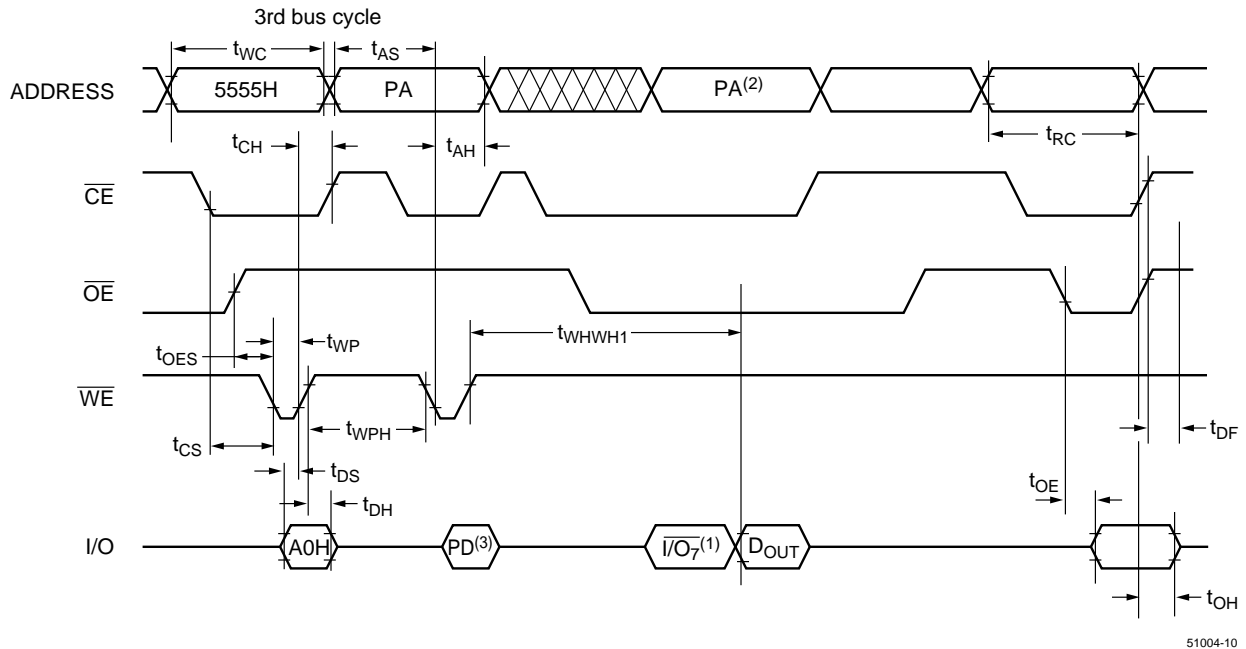 3rd bus cycle
tWC
tAS
ADDRESS
5555H
PA
PA(2)
tCH
tAH
tRC
CE
OE
tWHWH1
tWP
tOES
WE
tWPH
tCS
tDF
tDS
tOE
tDH
I/O
A0H
PD(3)
I/O7(1)
DOUT
tOH
51004-10